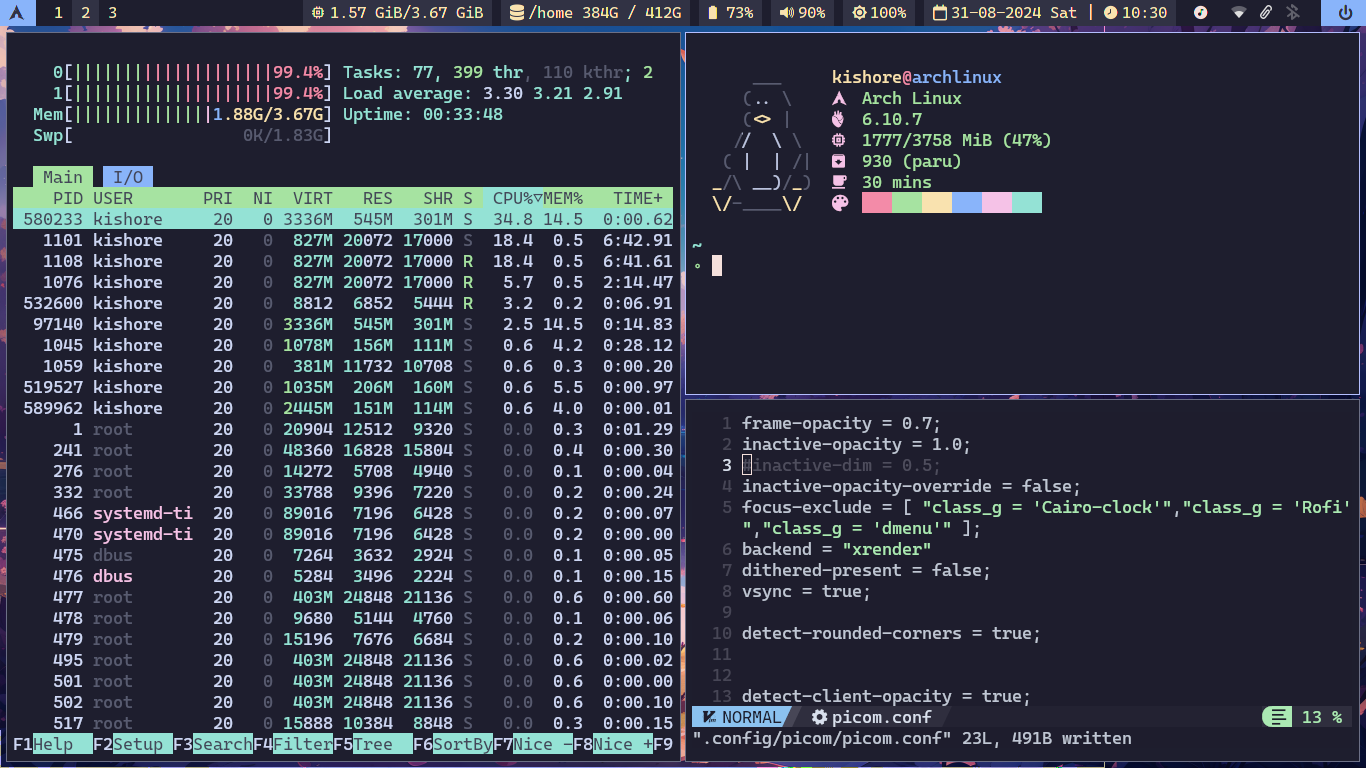 1 2 3 1.57 GiB/3.67 GiB /home 384G / 412G 73% 90% 100% 31-08-2024 Sat | 10:30
0[||||||||||||||||||||99.4%] Tasks: 77, 399 thr, 110 kthr; 2
1[||||||||||||||||||||99.4%] Load average: 3.30 3.21 2.91
Mem[||||||||||||||1.88G/3.67G] Uptime: 00:33:48
Swp[ 0K/1.83G]
Main I/O
PID USER PRI NI VIRT RES SHR S CPU%▽MEM% TIME+
580233 kishore 20 0 3336M 545M 301M S 34.8 14.5 0:00.62
1101 kishore 20 0 827M 20072 17000 S 18.4 0.5 6:42.91
1108 kishore 20 0 827M 20072 17000 R 18.4 0.5 6:41.61
1076 kishore 20 0 827M 20072 17000 R 5.7 0.5 2:14.47
532600 kishore 20 0 8812 6852 5444 R 3.2 0.2 0:06.91
97140 kishore 20 0 3336M 545M 301M S 2.5 14.5 0:14.83
1045 kishore 20 0 1078M 156M 111M S 0.6 4.2 0:28.12
1059 kishore 20 0 381M 11732 10708 S 0.6 0.3 0:00.20
519527 kishore 20 0 1035M 206M 160M S 0.6 5.5 0:00.97
589962 kishore 20 0 2445M 151M 114M S 0.6 4.0 0:00.01
1 root 20 0 20904 12512 9320 S 0.0 0.3 0:01.29
241 root 20 0 48360 16828 15804 S 0.0 0.4 0:00.30
276 root 20 0 14272 5708 4940 S 0.0 0.1 0:00.04
332 root 20 0 33788 9396 7220 S 0.0 0.2 0:00.24
466 systemd-ti 20 0 89016 7196 6428 S 0.0 0.2 0:00.07
470 systemd-ti 20 0 89016 7196 6428 S 0.0 0.2 0:00.00
475 dbus 20 0 7264 3632 2924 S 0.0 0.1 0:00.05
476 dbus 20 0 5284 3496 2224 S 0.0 0.1 0:00.15
477 root 20 0 403M 24848 21136 S 0.0 0.6 0:00.60
478 root 20 0 9680 5144 4760 S 0.0 0.1 0:00.06
479 root 20 0 15196 7676 6684 S 0.0 0.2 0:00.10
495 root 20 0 403M 24848 21136 S 0.0 0.6 0:00.02
501 root 20 0 403M 24848 21136 S 0.0 0.6 0:00.00
502 root 20 0 403M 24848 21136 S 0.0 0.6 0:00.10
517 root 20 0 15888 10384 8848 S 0.0 0.3 0:00.15
F1Help F2Setup F3SearchF4FilterF5Tree F6SortByF7Nice -F8Nice +F9
kishore@archlinux
Arch Linux
6.10.7
1777/3758 MiB (47%)
930 (paru)
30 mins
~
1 frame-opacity = 0.7;
2 inactive-opacity = 1.0;
3 #inactive-dim = 0.5;
4 inactive-opacity-override = false;
5 focus-exclude = [ "class_g = 'Cairo-clock'","class_g = 'Rofi'
","class_g = 'dmenu'" ];
6 backend = "xrender"
7 dithered-present = false;
8 vsync = true;
9
10 detect-rounded-corners = true;
11
12
13 detect-client-opacity = true;
NORMAL picom.conf 13 %
".config/picom/picom.conf" 23L, 491B written